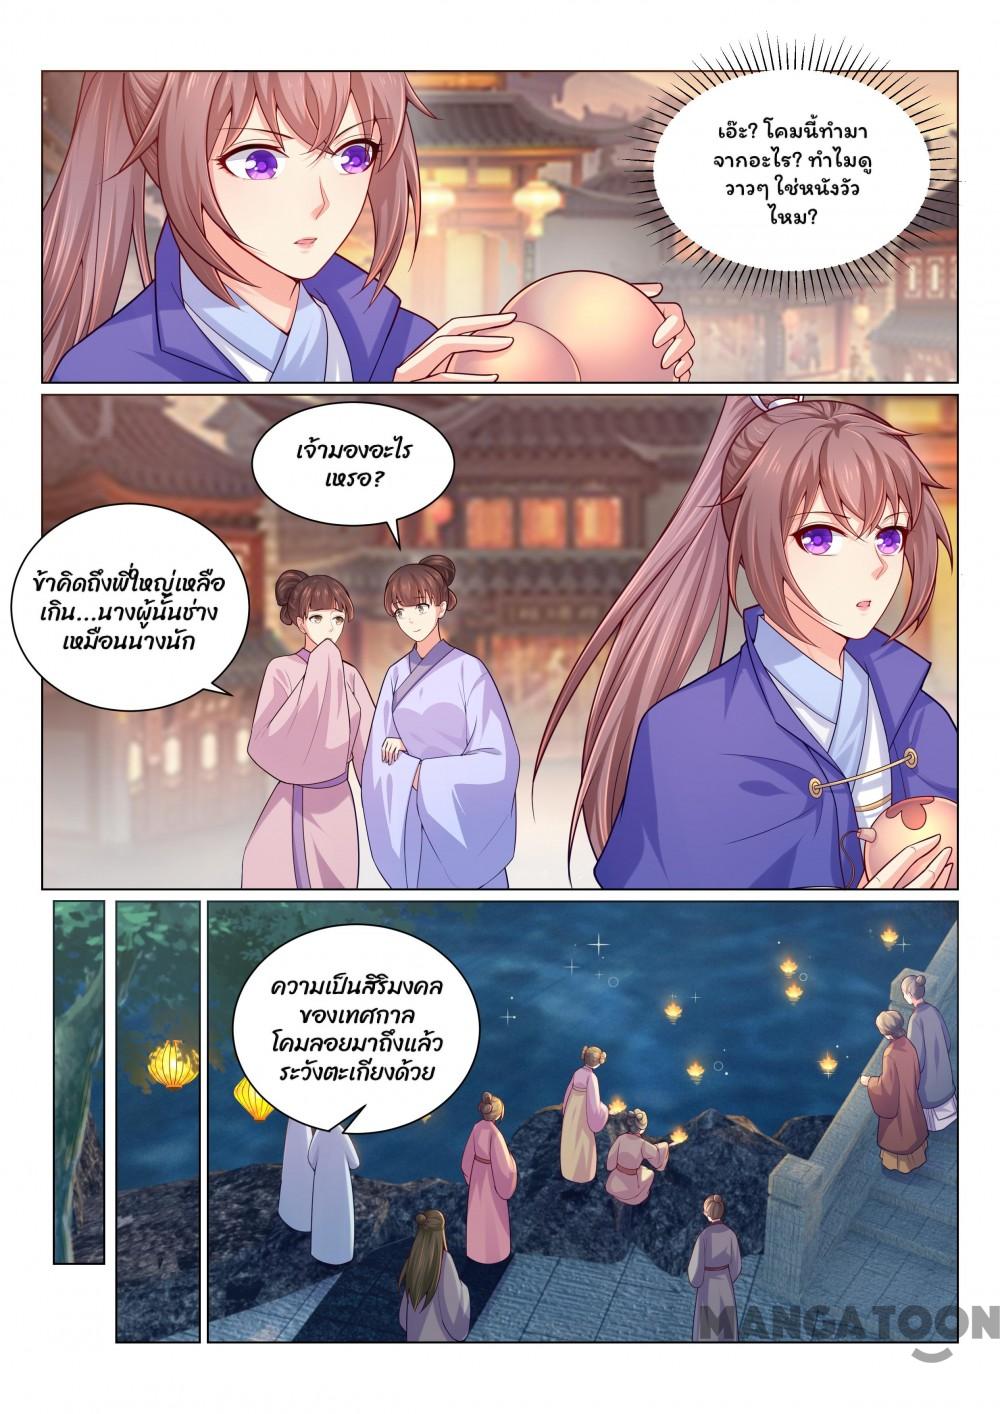 เอ๊ะ? โคมนี้ทำมา
จากอะไร? ทำไมดู
วาวๆ ใช่หนังวัว
ไหม?
เจ้ามองอะไร
เหรอ?
ข้าคิดถึงพี่ใหญ่เหลือ
เกิน...นางผู้นั้นช่าง
เหมือนนางนัก
ความเป็นสิริมงคล
ของเทศกาล
โคมลอยมาถึงแล้ว
ระวังตะเกียงด้วย
MANGATOON